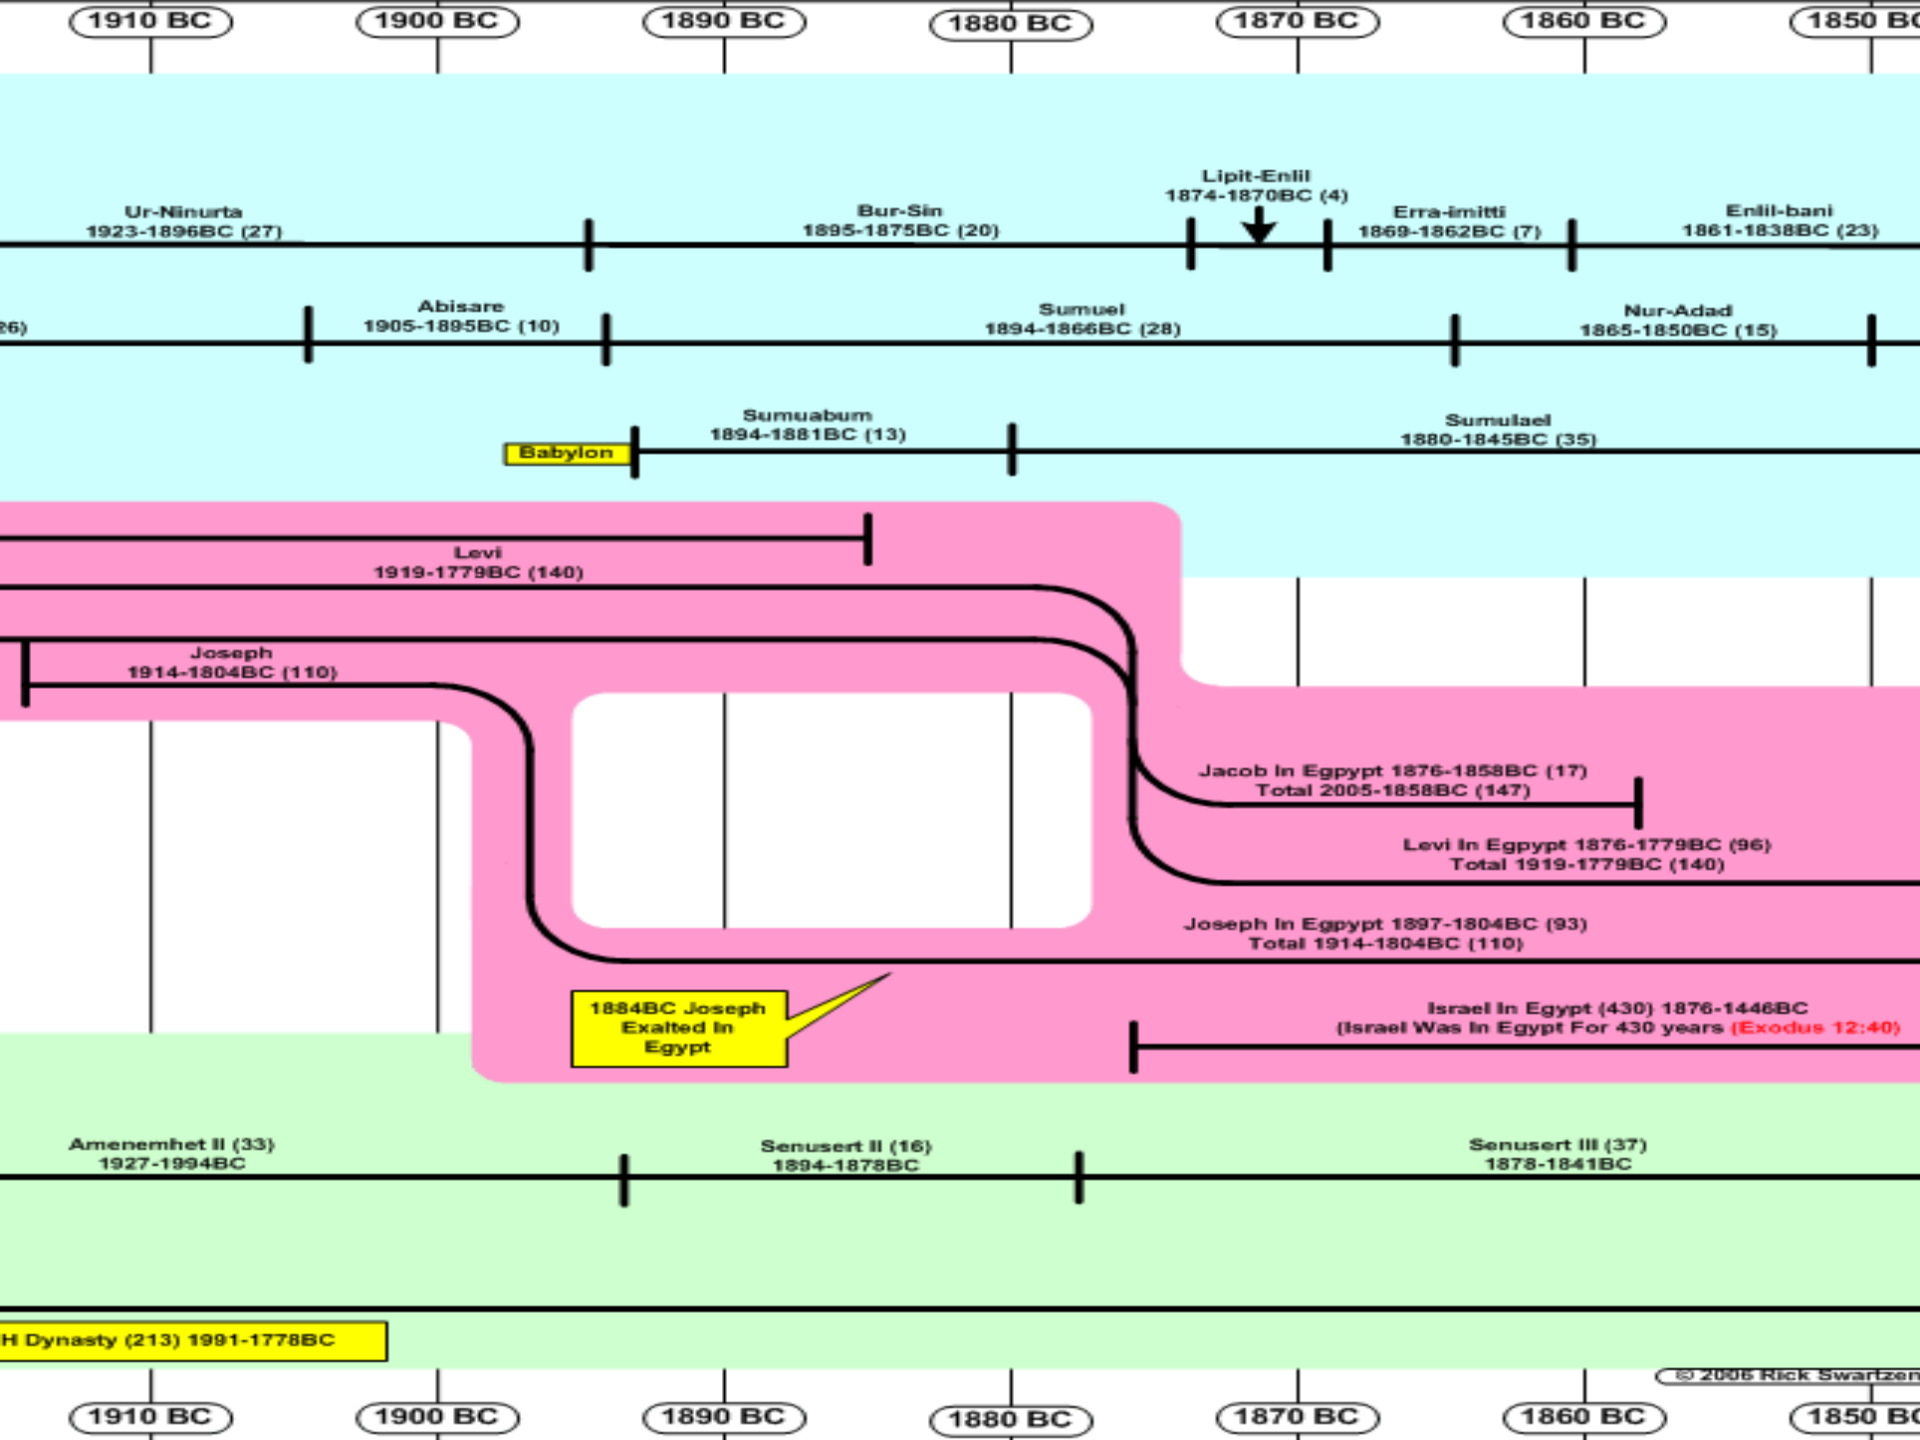 1910 BC
1900 BC
1890 BC
1880 BC
1870 BC
1860 BC
1850 BC
Lipit-Enlil
1874-1870BC (4)
Ur-Ninurta
1923-1896BC (27)
Bur-Sin
1895-1875BC (20)
Erra-imitti
1869-1862BC (7)
Enlil-bani
1861-1838BC (23)
26)
Abisare
1905-1895BC (10)
Sumuel
1894-1866BC (28)
Nur-Adad
1865-1850BC (15)
Babylon
Sumuabum
1894-1881BC (13)
Sumulael
1880-1845BC (35)
Levi
1919-1779BC (140)
Joseph
1914-1804BC (110)
Jacob In Egpypt 1876-1858BC (17)
Total 2005-1858BC (147)
Levi In Egpypt 1876-1779BC (96)
Total 1919-1779BC (140)
Joseph In Egpypt 1897-1804BC (93)
Total 1914-1804BC (110)
1884BC Joseph
Exalted In
Egypt
Israel In Egypt (430) 1876-1446BC
(Israel Was In Egypt For 430 years (Exodus 12:40)
Amenemhet II (33)
1927-1994BC
Senusert II (16)
1894-1878BC
Senusert III (37)
1878-1841BC
H Dynasty (213) 1991-1778BC
© 2006 Rick Swartzen
1910 BC
1900 BC
1890 BC
1880 BC
1870 BC
1860 BC
1850 BC